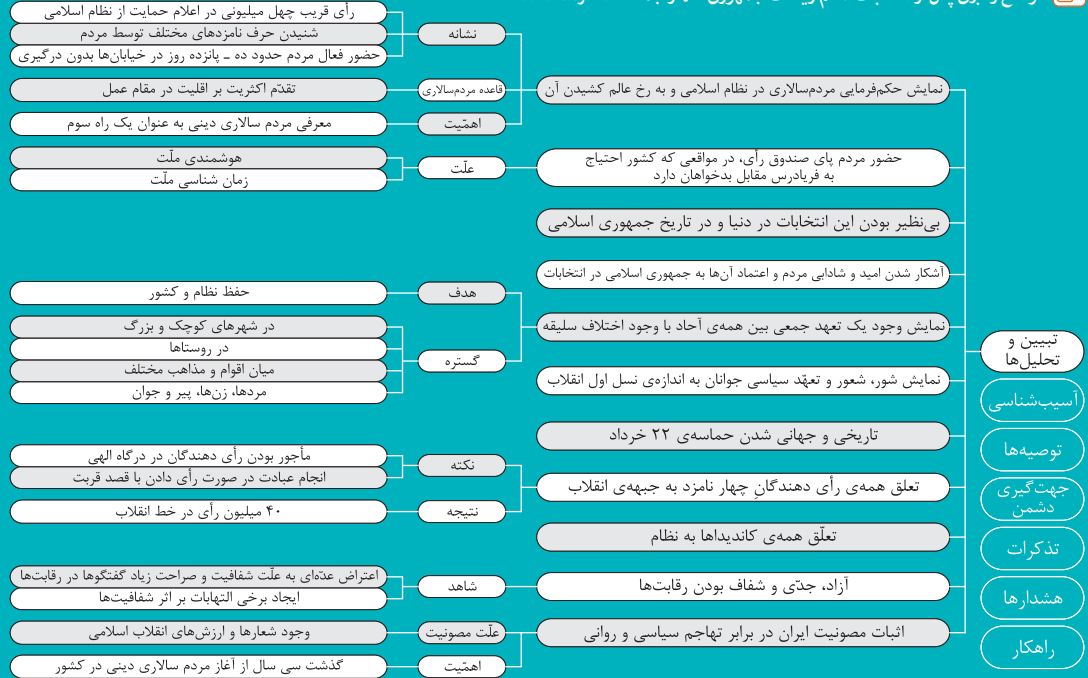 تبیین و
تحلیل‌ها
آسیب‌شناسی
توصیه‌ها
جهت‌گیری
دشمن
تذکرات
هشدارها
راهکار
نمایش حکم‌فرمایی مردم‌سالاری در نظام اسلامی و به رخ عالم کشیدن آن
نشانه
رأی قریب چهل میلیونی در اعلام حمایت از نظام اسلامی
شنیدن حرف نامزدهای مختلف توسط مردم
حضور فعال مردم حدود ده ـ پانزده روز در خیابان‌ها بدون درگیری
قاعده مردم‌سالاری
تقدّم اکثریت بر اقلیت در مقام عمل
اهمّیت
معرفی مردم سالاری دینی به عنوان یک راه سوم
حضور مردم پای صندوق رأی، در مواقعی که کشور احتیاج
به فریادرس مقابل بدخواهان دارد
علّت
هوشمندی ملّت
زمان شناسی ملّت
بی‌نظیر بودن این انتخابات در دنیا و در تاریخ جمهوری اسلامی
آشکار شدن امید و شادابی مردم و اعتماد آن‌ها به جمهوری اسلامی در انتخابات
نمایش وجود یک تعهد جمعی بین همه‌ی آحاد با وجود اختلاف سلیقه
هدف
حفظ نظام و کشور
گستره
در شهرهای کوچک و بزرگ
در روستاها
میان اقوام و مذاهب مختلف
مردها، زن‌ها، پیر و جوان
نمایش شور، شعور و تعهّد سیاسی جوانان به اندازه‌ی نسل اول انقلاب
تاریخی و جهانی شدن حماسه‌ی ۲۲ خرداد
تعلق همه‌ی رأی دهندگانِ چهار نامزد به جبهه‌ی انقلاب
نکته
مأجور بودن رأی دهندگان در درگاه الهی
انجام عبادت در صورت رأی دادن با قصد قربت
نتیجه
۴۰ میلیون رأی در خط انقلاب
تعلّق همه‌ی کاندیداها به نظام
آزاد، جدّی و شفاف بودن رقابت‌ها
شاهد
اعتراض عدّه‌ای به علّت شفافیت و صراحت زیاد گفتگوها در رقابت‌ها
ایجاد برخی التهابات بر اثر شفافیت‌ها
اثبات مصونیت ایران در برابر تهاجم سیاسی و روانی
علّت مصونیت
وجود شعارها و ارزش‌های انقلاب اسلامی
اهمّیت
گذشت سی سال از آغاز مردم سالاری دینی در کشور